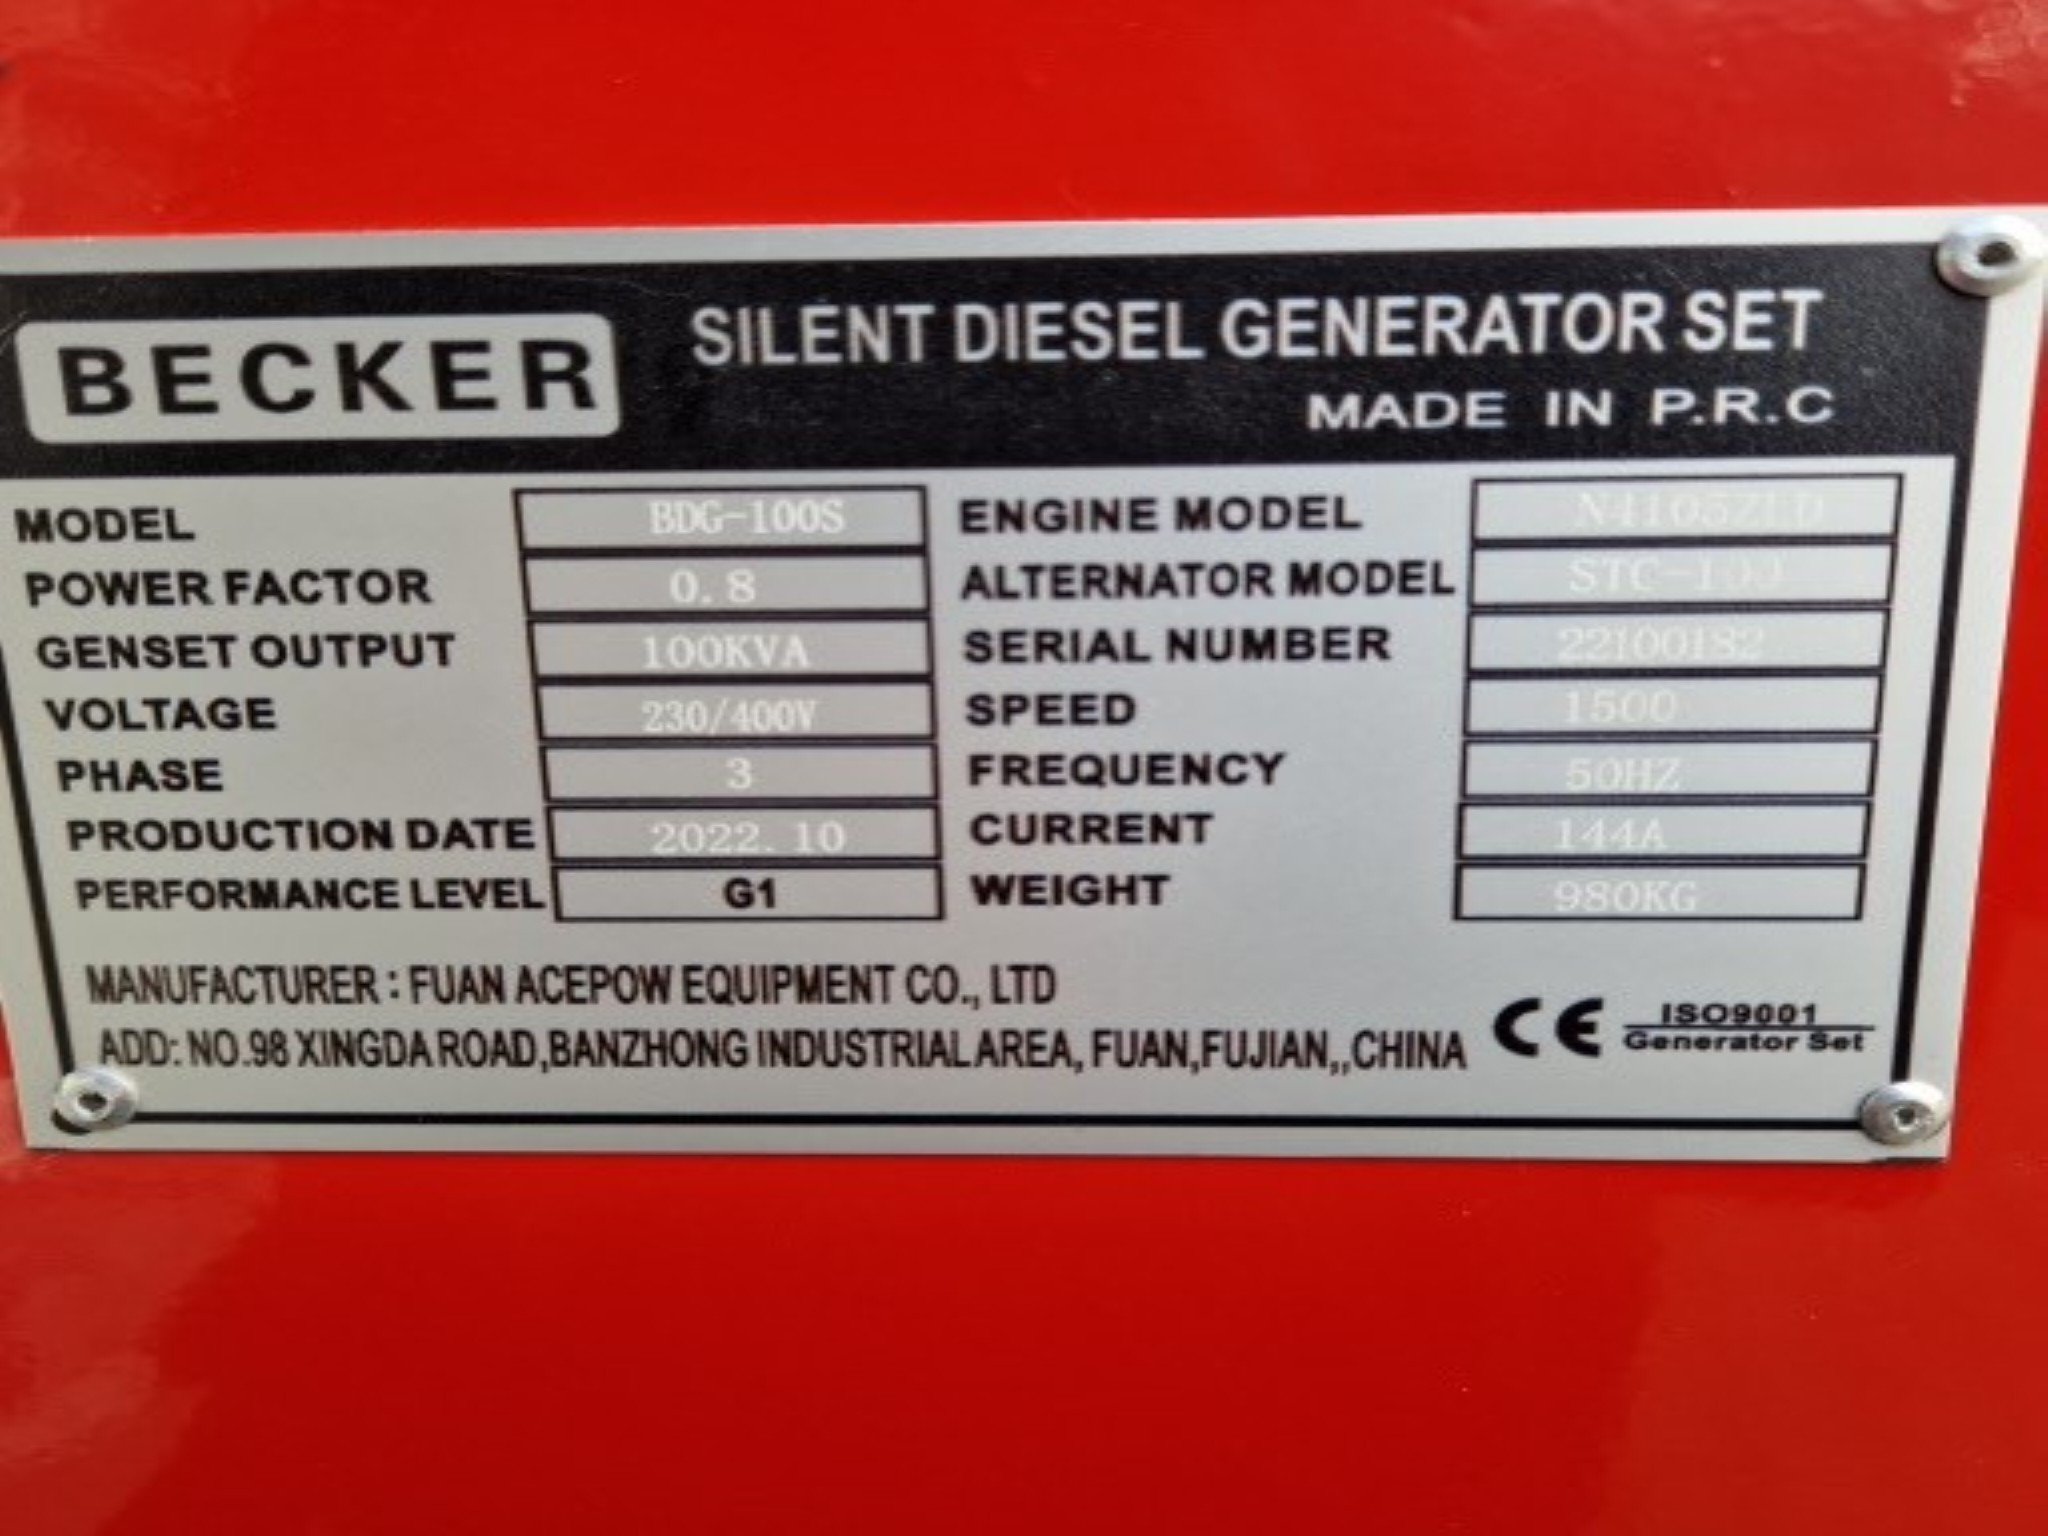 BECKER
SILENT DIESEL GENERATOR SET
MADE IN P.R.C
MODEL BDG-100S
POWER FACTOR 0.8
GENSET OUTPUT 100KVA
VOLTAGE 230/400V
PHASE 3
PRODUCTION DATE 2022.10
PERFORMANCE LEVEL G1
ENGINE MODEL
ALTERNATOR MODEL STC-100
SERIAL NUMBER 22100182
SPEED 1500
FREQUENCY 50HZ
CURRENT 144A
WEIGHT 980KG
MANUFACTURER : FUAN ACEPOW EQUIPMENT CO., LTD
ADD: NO.98 XINGDA ROAD,BANZHONG INDUSTRIAL AREA, FUAN,FUJIAN,,CHINA
CE
ISO9001
Generator Set